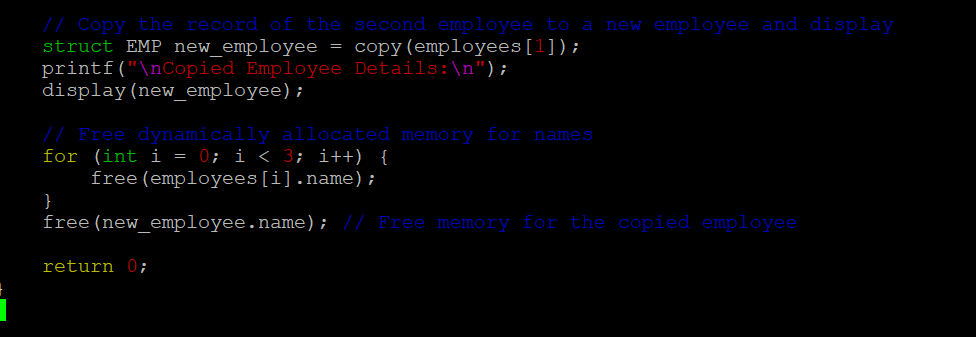 // Copy the record of the second employee to a new employee and display
struct EMP new_employee = copy(employees[1]);
printf("\nCopied Employee Details:\n");
display(new_employee);
// Free dynamically allocated memory for names
for (int i = 0; i < 3; i++) {
free(employees[i].name);
}
free(new_employee.name); // Free memory for the copied employee
return 0;
}